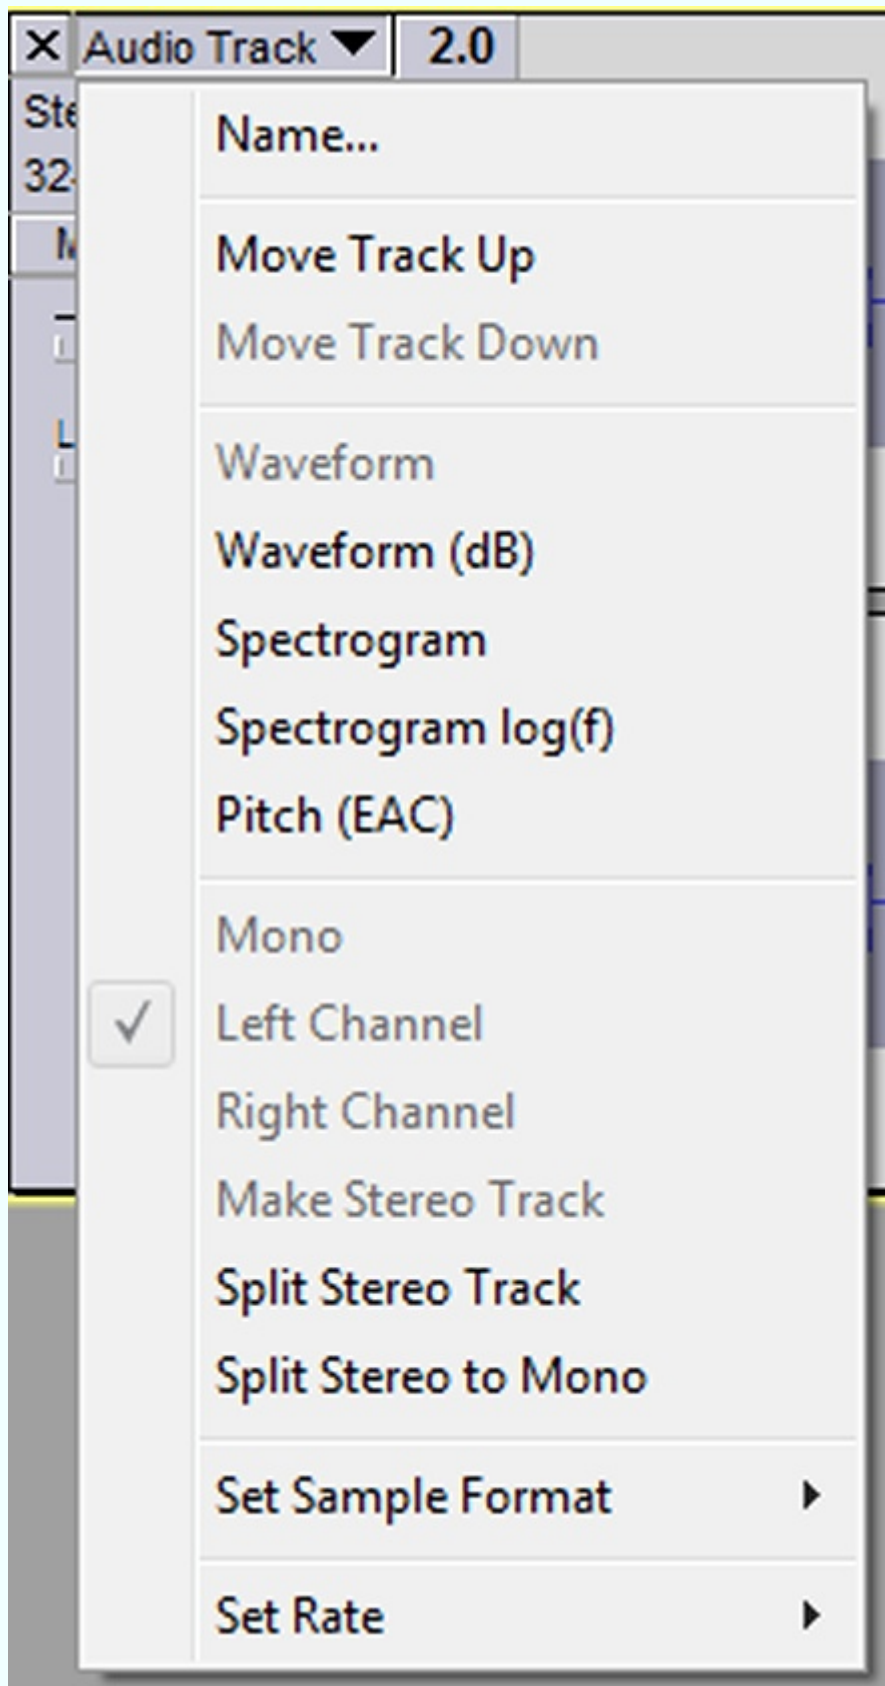 Audio Track 2.0
Name...
Move Track Up
Move Track Down
Waveform
Waveform (dB)
Spectrogram
Spectrogram log(f)
Pitch (EAC)
Mono
Left Channel
Right Channel
Make Stereo Track
Split Stereo Track
Split Stereo to Mono
Set Sample Format
Set Rate